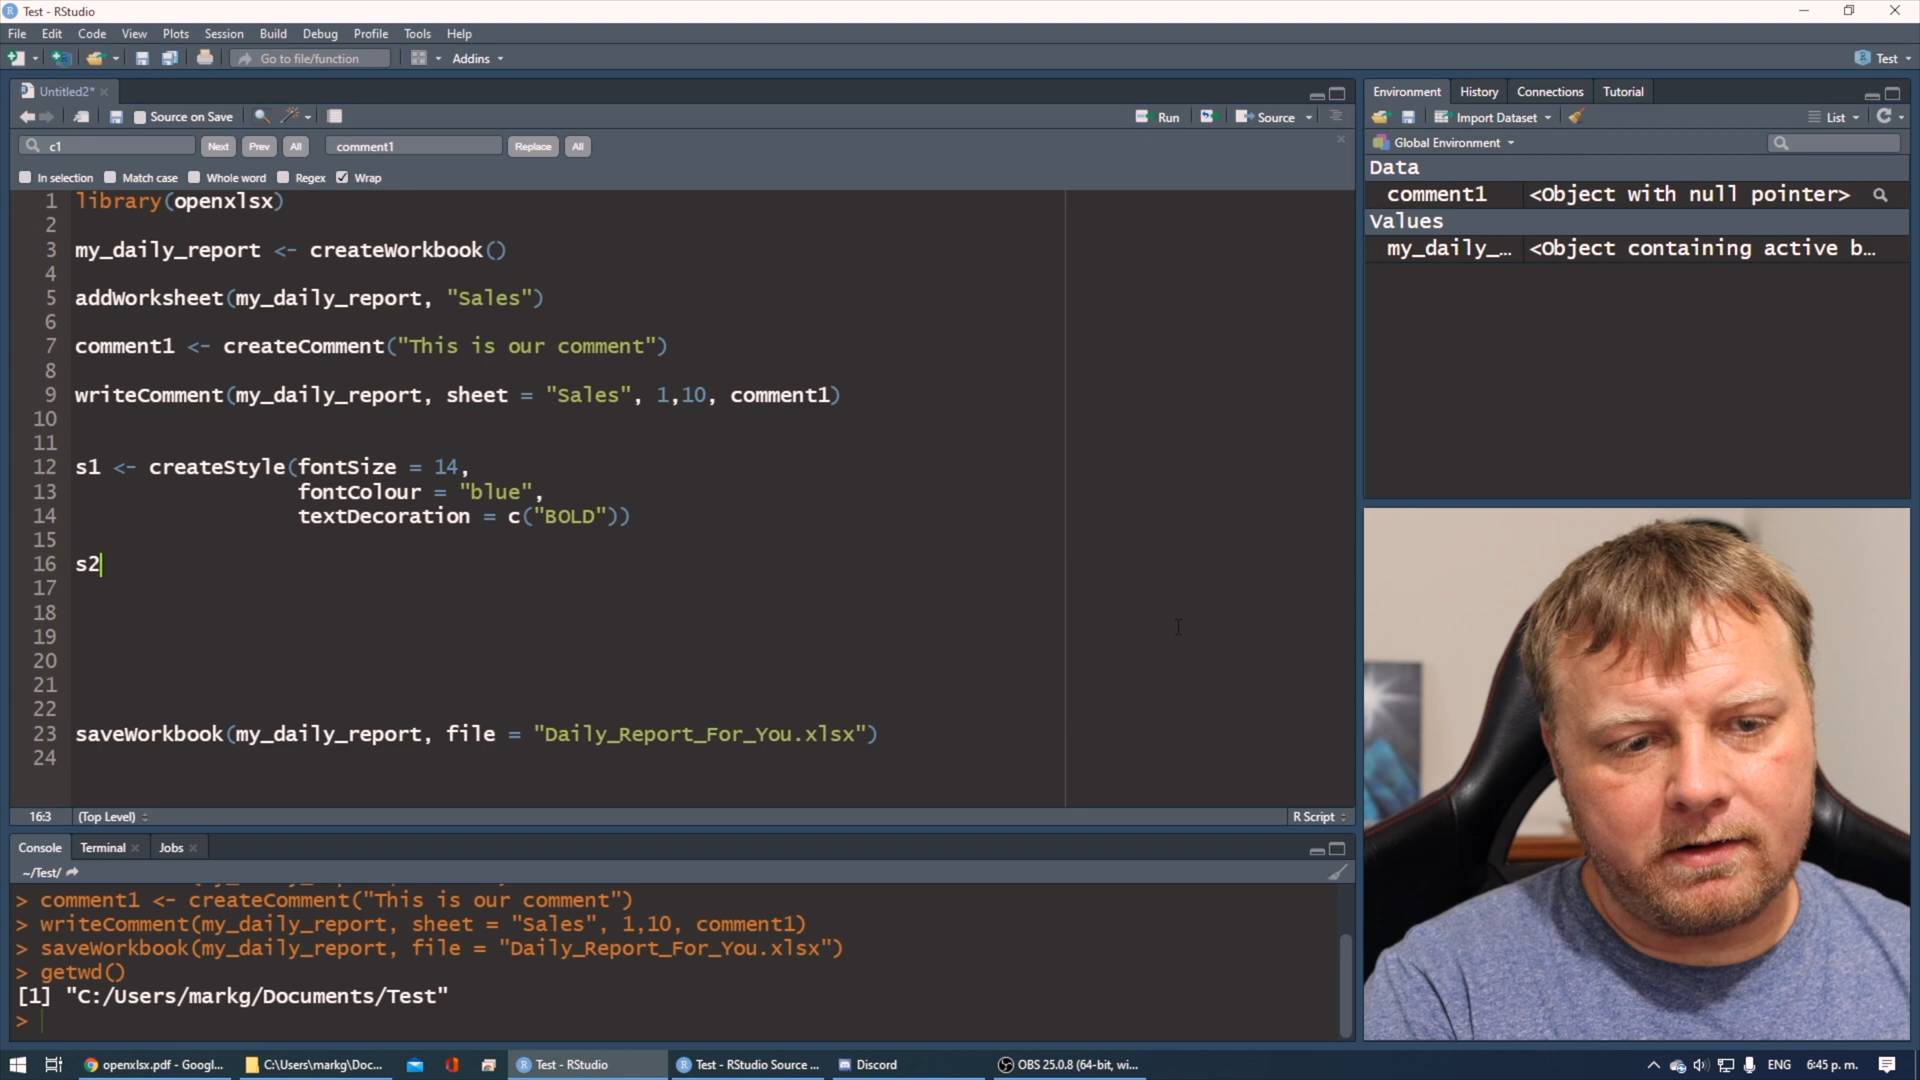 Test - RStudio
File Edit Code View Plots Session Build Debug Profile Tools Help
Go to file/function Addins Test
Untitled2*
Source on Save Run Source
c1 Next Prev All comment1 Replace All
In selection Match case Whole word Regex Wrap
1 library(openxlsx)
2
3 my_daily_report <- createWorkbook()
4
5 addWorksheet(my_daily_report, "Sales")
6
7 comment1 <- createComment("This is our comment")
8
9 writeComment(my_daily_report, sheet = "Sales", 1,10, comment1)
10
11
12 s1 <- createStyle(fontSize = 14,
13 fontColour = "blue",
14 textDecoration = c("BOLD"))
15
16 s2
17
18
19
20
21
22
23 saveWorkbook(my_daily_report, file = "Daily_Report_For_You.xlsx")
24
16:3 (Top Level) R Script
Console Terminal Jobs
~/Test/
> comment1 <- createComment("This is our comment")
> writeComment(my_daily_report, sheet = "Sales", 1,10, comment1)
> saveWorkbook(my_daily_report, file = "Daily_Report_For_You.xlsx")
> getwd()
[1] "C:/Users/markg/Documents/Test"
>
Environment History Connections Tutorial
Import Dataset List
Global Environment
Data
comment1 <Object with null pointer>
Values
my_daily_… <Object containing active b…
openxlsx.pdf - Googl... C:\Users\markg\Doc... Test - RStudio Test - RStudio Source ... Discord OBS 25.0.8 (64-bit, wi... ENG 6:45 p. m.